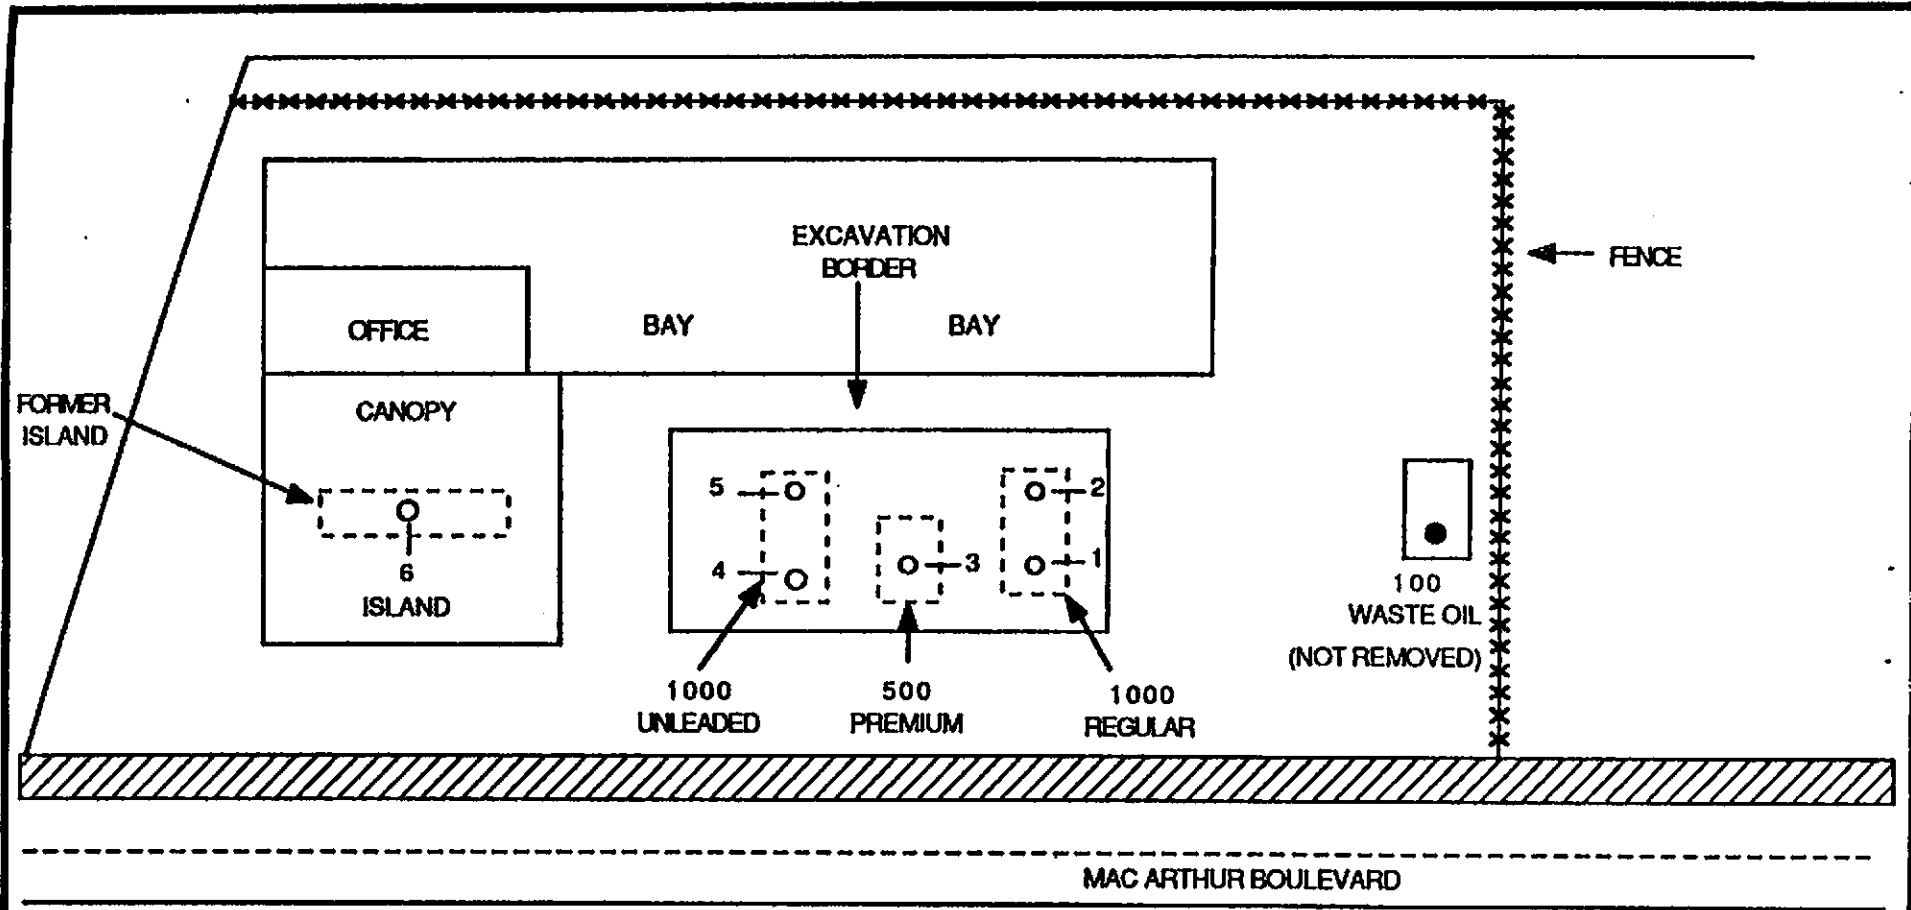 EXCAVATION
BORDER
FENCE
OFFICE
BAY
BAY
FORMER
ISLAND
CANOPY
5
2
4
3
1
6
ISLAND
100
WASTE OIL
(NOT REMOVED)
1000
UNLEADED
500
PREMIUM
1000
REGULAR
MAC ARTHUR BOULEVARD